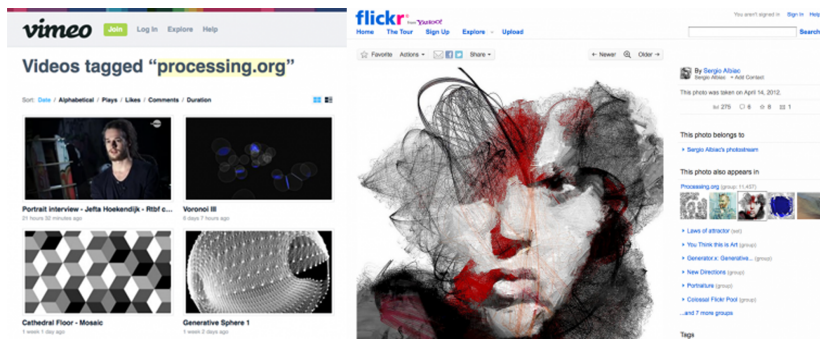 vimeo
Join Log In Explore Help
Videos tagged “processing.org”
Sort: Date / Alphabetical / Plays / Likes / Comments / Duration
Portrait interview - Jefta Hoekendijk - Rtbf c...
21 hours 32 minutes ago
Voronoi III
6 days 7 hours ago
Cathedral Floor - Mosaic
1 week 1 day ago
Generative Sphere 1
1 week 2 days ago
flickr from YAHOO!
You aren't signed in Sign In Help
Home The Tour Sign Up Explore Upload
Search
Favorite Actions Share
Newer Older
By Sergio Albiac
Sergio Albiac + Add Contact
This photo was taken on April 14, 2012.
275 6 8 1
This photo belongs to
Sergio Albiac's photostream
This photo also appears in
Processing.org (group: 11,457)
Laws of attractor (set)
You Think this is Art (group)
Generator.x: Generative... (group)
New Directions (group)
Portraiture (group)
Colossal Flickr Pool (group)
...and 7 more groups
Tags